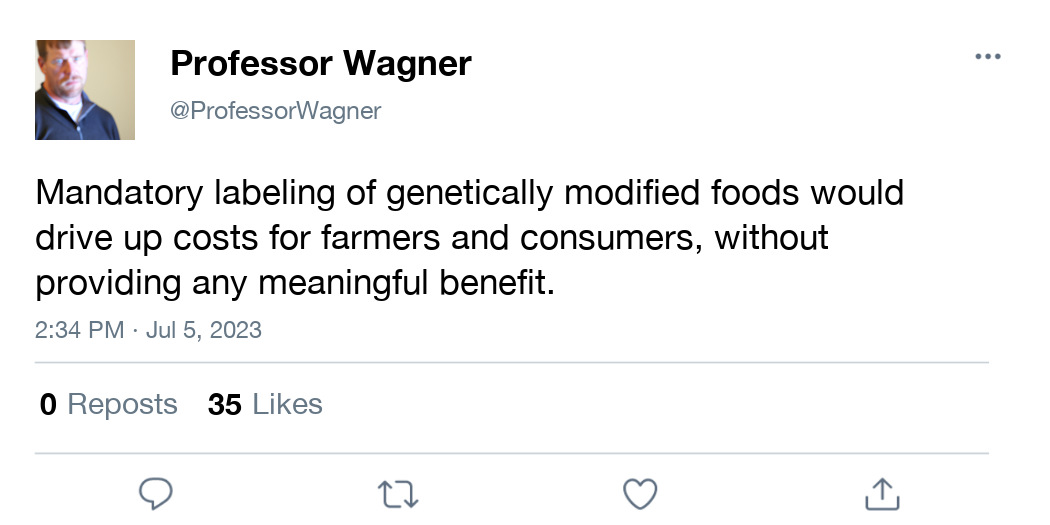 Professor Wagner
@ProfessorWagner
Mandatory labeling of genetically modified foods would
drive up costs for farmers and consumers, without
providing any meaningful benefit.
2:34 PM · Jul 5, 2023
0 Reposts 35 Likes